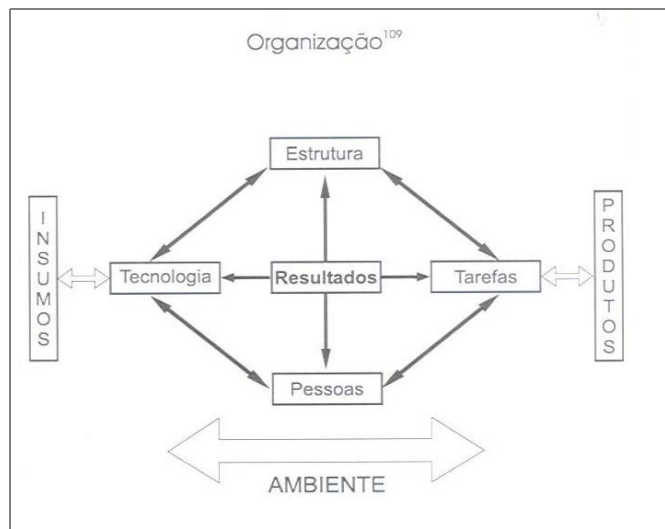 Organização¹⁰⁹
Estrutura
INSUMOS
Tecnologia
Resultados
Tarefas
PRODUTOS
Pessoas
AMBIENTE